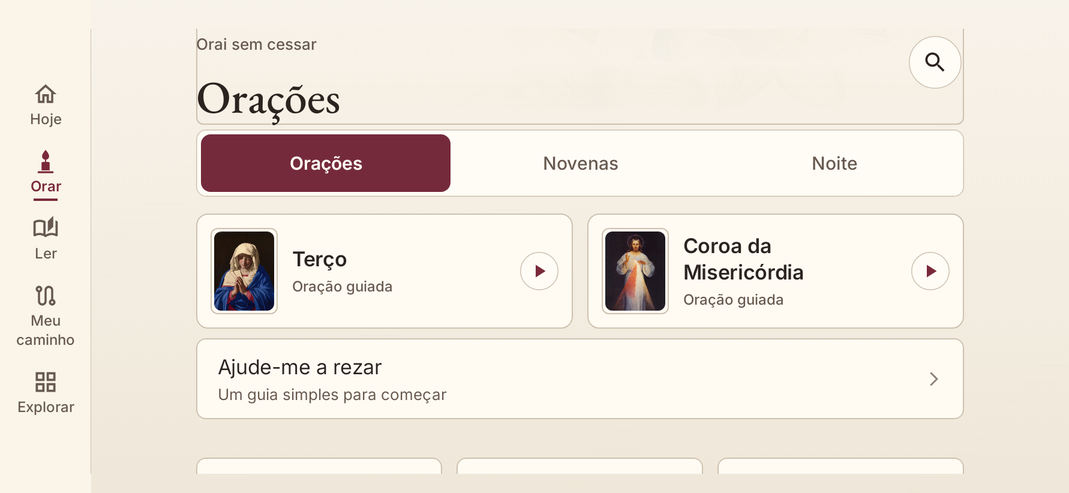 Orai sem cessar
Orações
Hoje
Orar
Ler
Meu
caminho
Explorar
Orações
Novenas
Noite
Terço
Oração guiada
Coroa da
Misericórdia
Oração guiada
Ajude-me a rezar
Um guia simples para começar